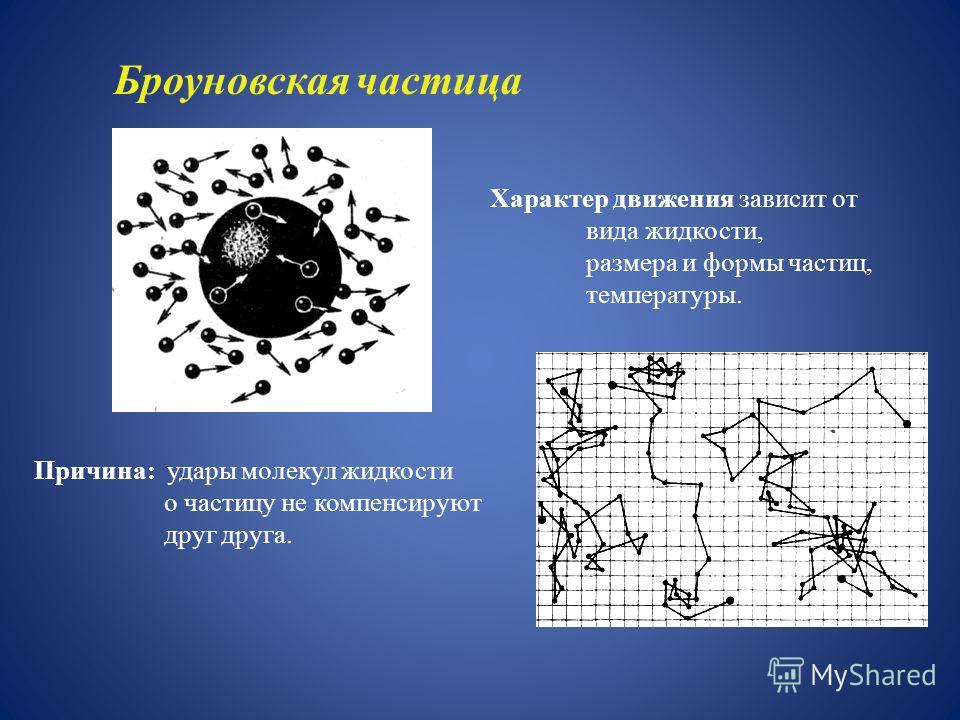 Броуновская частица
Характер движения зависит от
вида жидкости,
размера и формы частиц,
температуры.
Причина: удары молекул жидкости
о частицу не компенсируют
друг друга.
MyShared